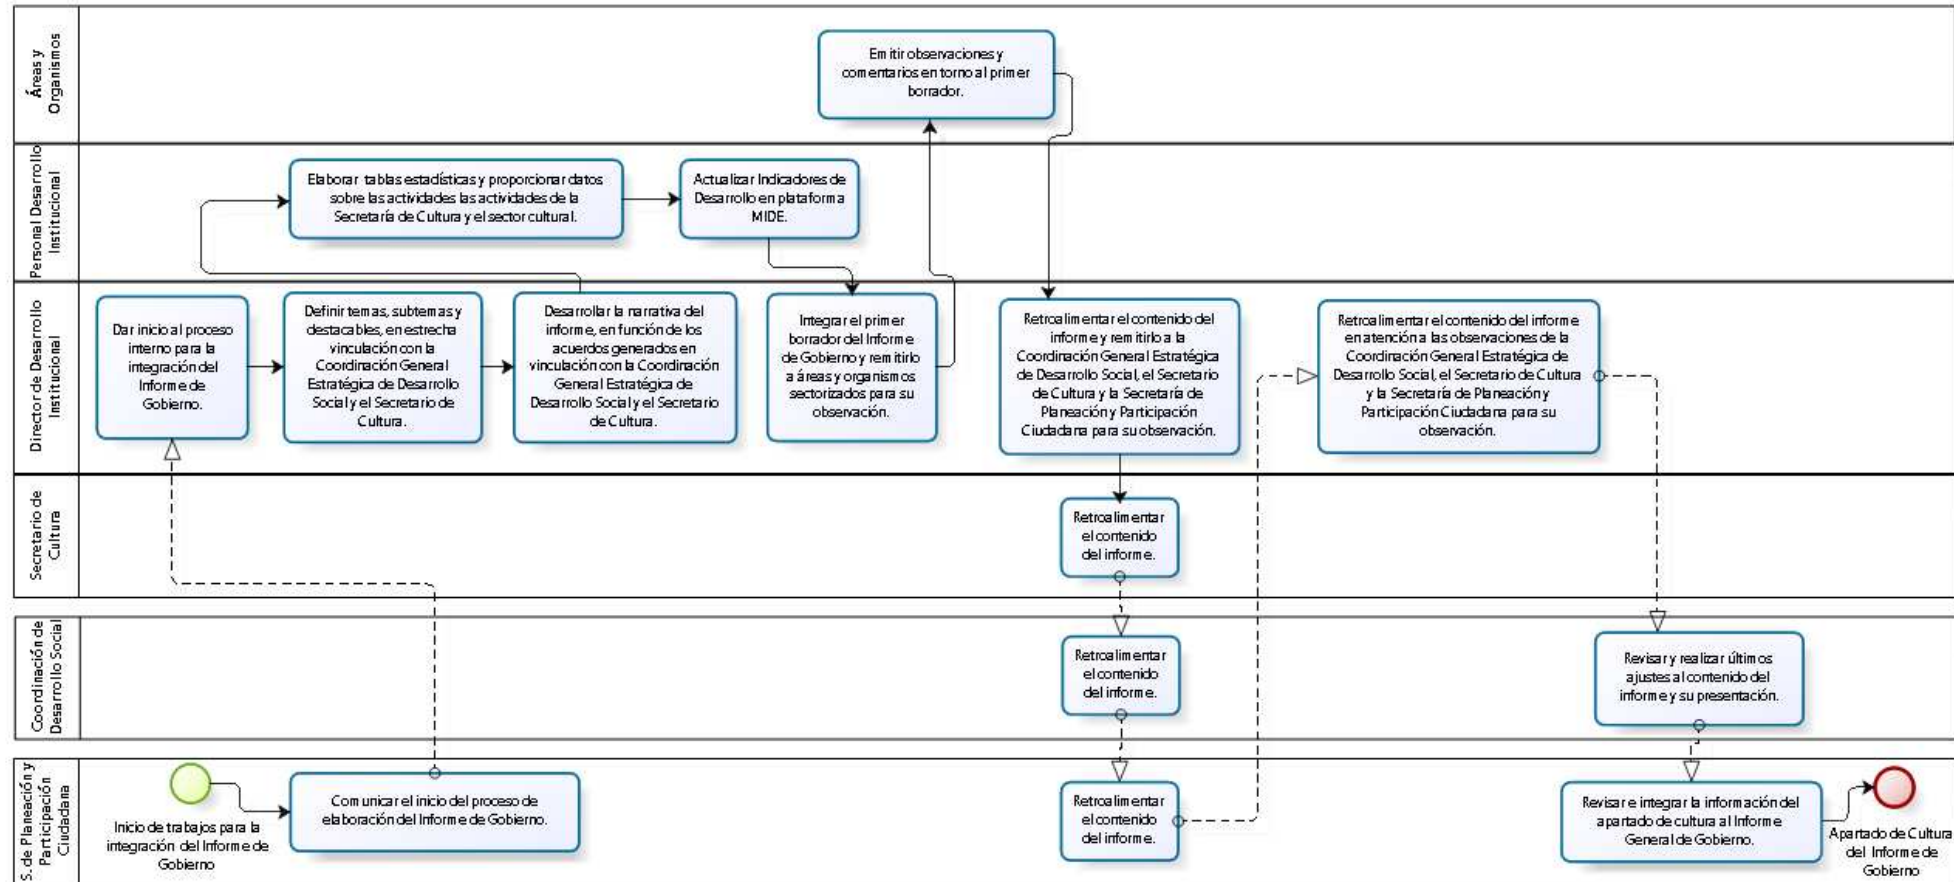 Áreas y
Organismos
Emitir observaciones y
comentarios en torno al primer
borrador.
Personal Desarrollo
Institucional
Elaborar tablas estadísticas y proporcionar datos
sobre las actividades las actividades de la
Secretaría de Cultura y el sector cultural.
Actualizar Indicadores de
Desarrollo en plataforma
MIDE.
Director de Desarrollo
Institucional
Dar inicio al proceso
interno para la
integración del
Informe de
Gobierno.
Definir temas, subtemas y
destacables, en estrecha
vinculación con la
Coordinación General
Estratégica de Desarrollo
Social y el Secretario de
Cultura.
Desarrollar la narrativa del
informe, en función de los
acuerdos generados en
vinculación con la Coordinación
General Estratégica de
Desarrollo Social y el Secretario
de Cultura.
Integrar el primer
borrador del Informe
de Gobierno y remitirlo
a áreas y organismos
sectorizados para su
observación.
Retroalimentar el contenido del
informe y remitirlo a la
Coordinación General Estratégica
de Desarrollo Social, el Secretario
de Cultura y la Secretaría de
Planeación y Participación
Ciudadana para su observación.
Retroalimentar el contenido del informe
en atención a las observaciones de la
Coordinación General Estratégica de
Desarrollo Social, el Secretario de Cultura
y la Secretaría de Planeación y
Participación Ciudadana para su
observación.
Secretario de
Cultura
Retroalimentar
el contenido
del informe.
Coordinación de
Desarrollo Social
Retroalimentar
el contenido
del informe.
Revisar y realizar últimos
ajustes al contenido del
informe y su presentación.
S. de Planeación y
Participación
Ciudadana
Inicio de trabajos para la
integración del Informe de
Gobierno
Comunicar el inicio del proceso de
elaboración del Informe de Gobierno.
Retroalimentar
el contenido
del informe.
Revisar e integrar la información del
apartado de cultura al Informe
General de Gobierno.
Apartado de Cultura
del Informe de
Gobierno